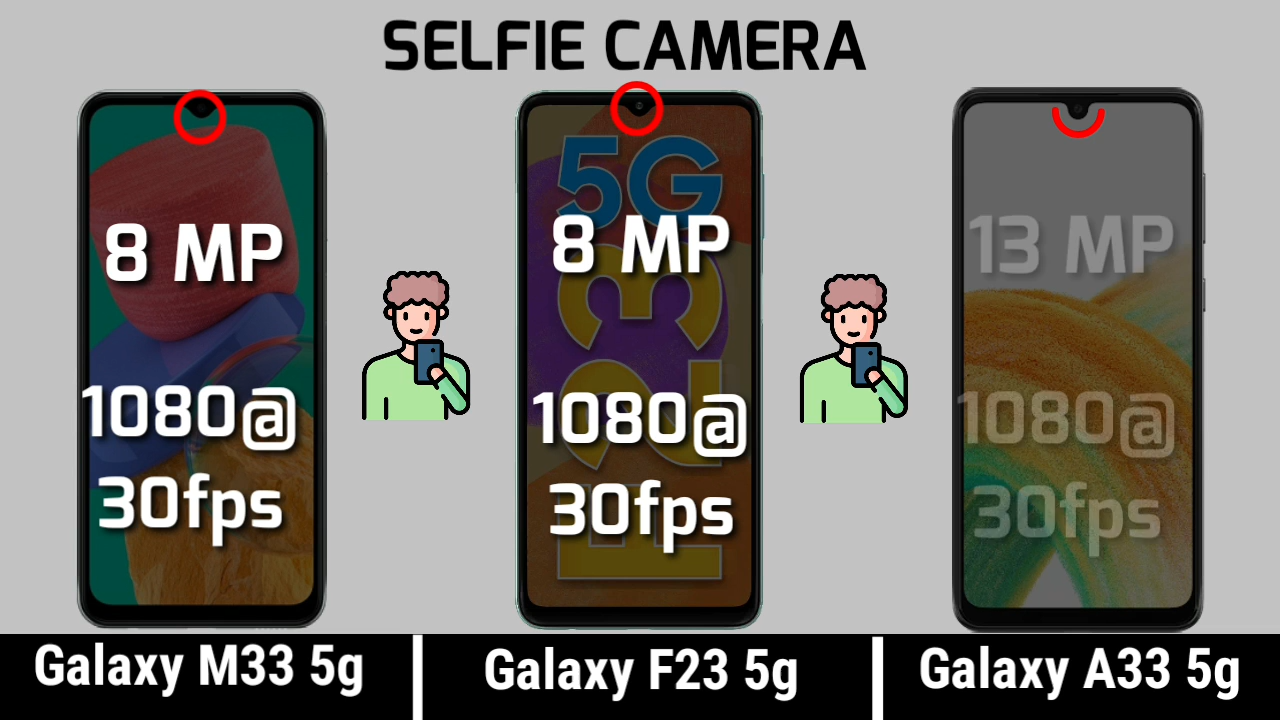 SELFIE CAMERA
8 MP
1080@
30fps
5G
F23
8 MP
1080@
30fps
13 MP
1080@
30fps
Galaxy M33 5g
Galaxy F23 5g
Galaxy A33 5g